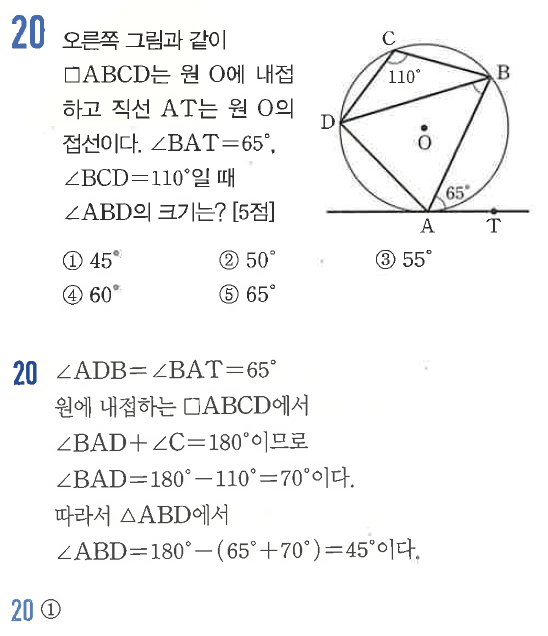 20 오른쪽 그림과 같이
□ABCD는 원 O에 내접
하고 직선 AT는 원 O의
접선이다. ∠BAT=65°,
∠BCD=110°일 때
∠ABD의 크기는? [5점]
C
110°
B
D
O
65°
A
T
① 45° ② 50° ③ 55°
④ 60° ⑤ 65°
20 ∠ADB=∠BAT=65°
원에 내접하는 □ABCD에서
∠BAD+∠C=180°이므로
∠BAD=180°-110°=70°이다.
따라서 △ABD에서
∠ABD=180°-(65°+70°)=45°이다.
20 ①